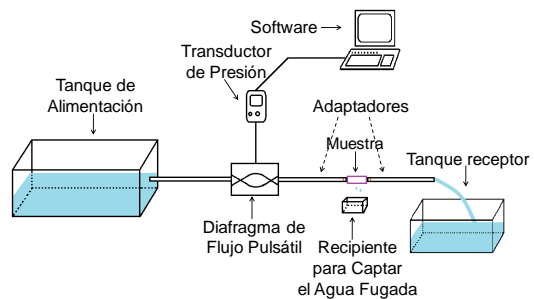 Software
Transductor
de Presión
Tanque de
Alimentación
Adaptadores
Muestra
Tanque receptor
Diafragma de
Flujo Pulsátil
Recipiente
para Captar
el Agua Fugada